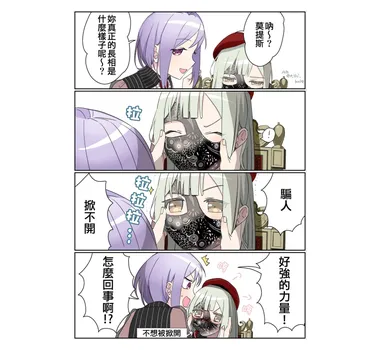 吶～？
莫提斯
妳真正的長相是
什麼樣子呢～？
拉
拉
拉
拉
拉…
騙人
掀不開
好強的力量！
怎麼回事啊!?
不想被掀開